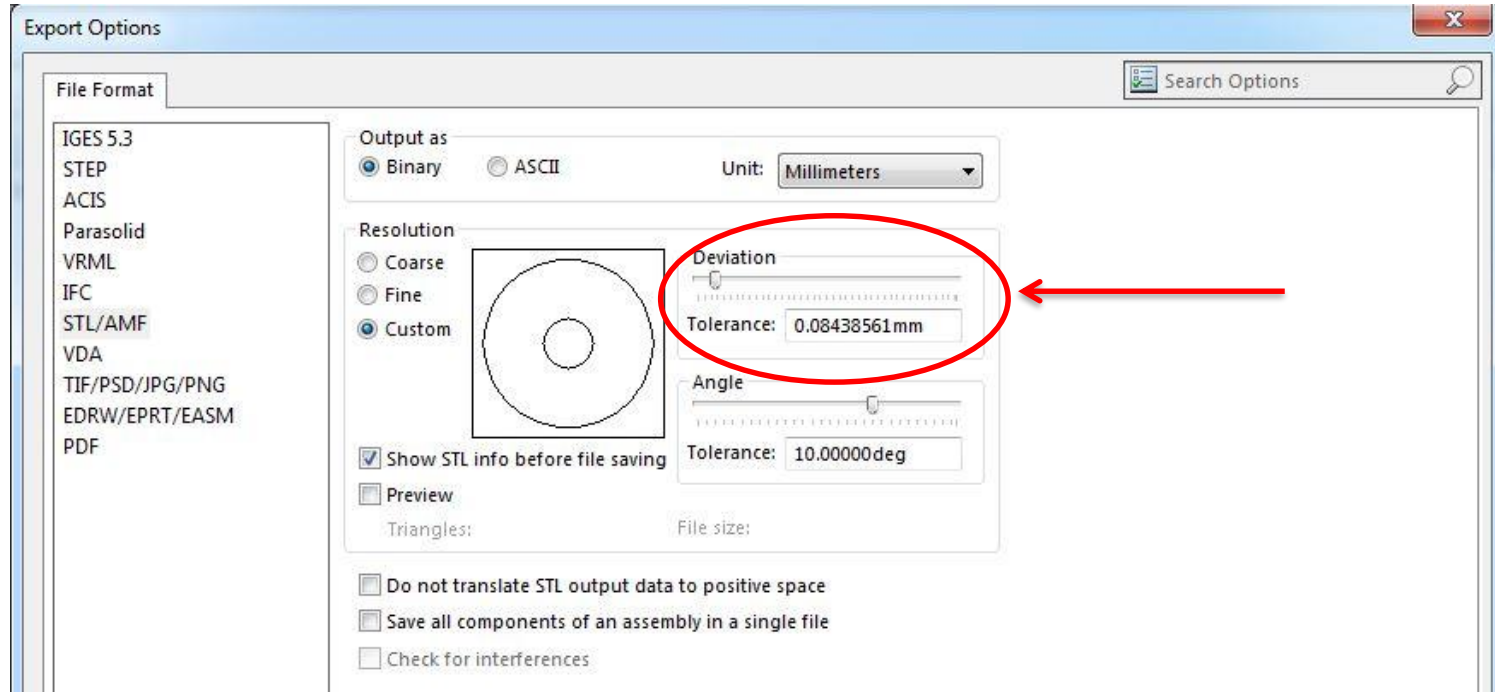 Export Options
Search Options
File Format
IGES 5.3
STEP
ACIS
Parasolid
VRML
IFC
STL/AMF
VDA
TIF/PSD/JPG/PNG
EDRW/EPRT/EASM
PDF
Output as
Binary ASCII Unit: Millimeters
Resolution
Coarse
Fine
Custom
Deviation
Tolerance: 0.08438561mm
Angle
Tolerance: 10.00000deg
Show STL info before file saving
Preview
Triangles: File size:
Do not translate STL output data to positive space
Save all components of an assembly in a single file
Check for interferences